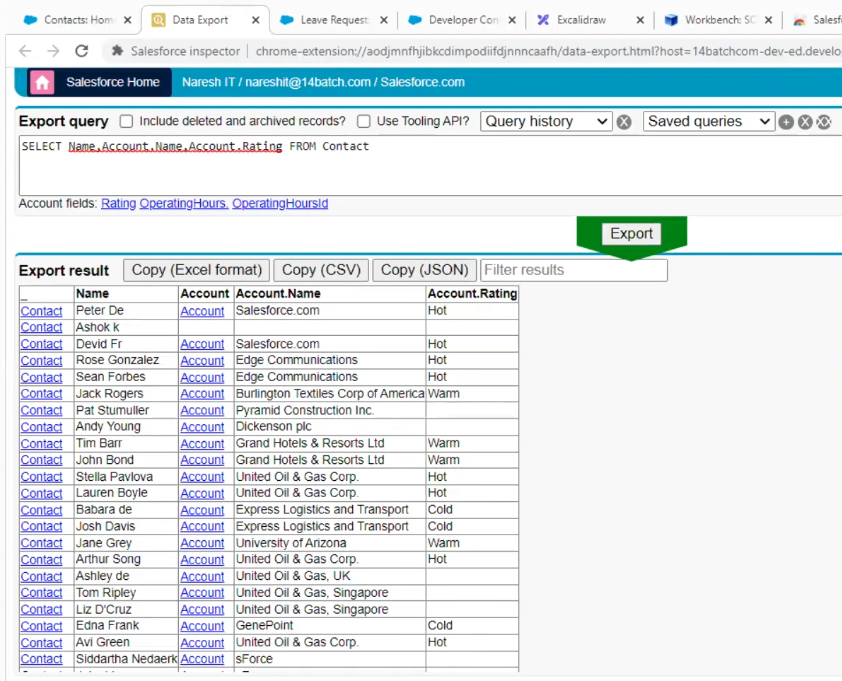 Contacts: Hom
Data Export
Leave Request
Developer Con
Excalidraw
Workbench: SO
Salesf
Salesforce inspector
chrome-extension://aodjmnfhjibkcdimpodiifdjnnncaafh/data-export.html?host=14batchcom-dev-ed.develo
Salesforce Home Naresh IT / nareshit@14batch.com / Salesforce.com
Export query Include deleted and archived records? Use Tooling API? Query history X Saved queries + X XX
SELECT Name,Account.Name,Account.Rating FROM Contact
Account fields: Rating OperatingHours. OperatingHoursId
Export
Export result Copy (Excel format) Copy (CSV) Copy (JSON) Filter results
_ Name Account Account.Name Account.Rating
Contact Peter De Account Salesforce.com Hot
Contact Ashok k
Contact Devid Fr Account Salesforce.com Hot
Contact Rose Gonzalez Account Edge Communications Hot
Contact Sean Forbes Account Edge Communications Hot
Contact Jack Rogers Account Burlington Textiles Corp of America Warm
Contact Pat Stumuller Account Pyramid Construction Inc.
Contact Andy Young Account Dickenson plc
Contact Tim Barr Account Grand Hotels & Resorts Ltd Warm
Contact John Bond Account Grand Hotels & Resorts Ltd Warm
Contact Stella Pavlova Account United Oil & Gas Corp. Hot
Contact Lauren Boyle Account United Oil & Gas Corp. Hot
Contact Babara de Account Express Logistics and Transport Cold
Contact Josh Davis Account Express Logistics and Transport Cold
Contact Jane Grey Account University of Arizona Warm
Contact Arthur Song Account United Oil & Gas Corp. Hot
Contact Ashley de Account United Oil & Gas, UK
Contact Tom Ripley Account United Oil & Gas, Singapore
Contact Liz D'Cruz Account United Oil & Gas, Singapore
Contact Edna Frank Account GenePoint Cold
Contact Avi Green Account United Oil & Gas Corp. Hot
Contact Siddartha Nedaerk Account sForce